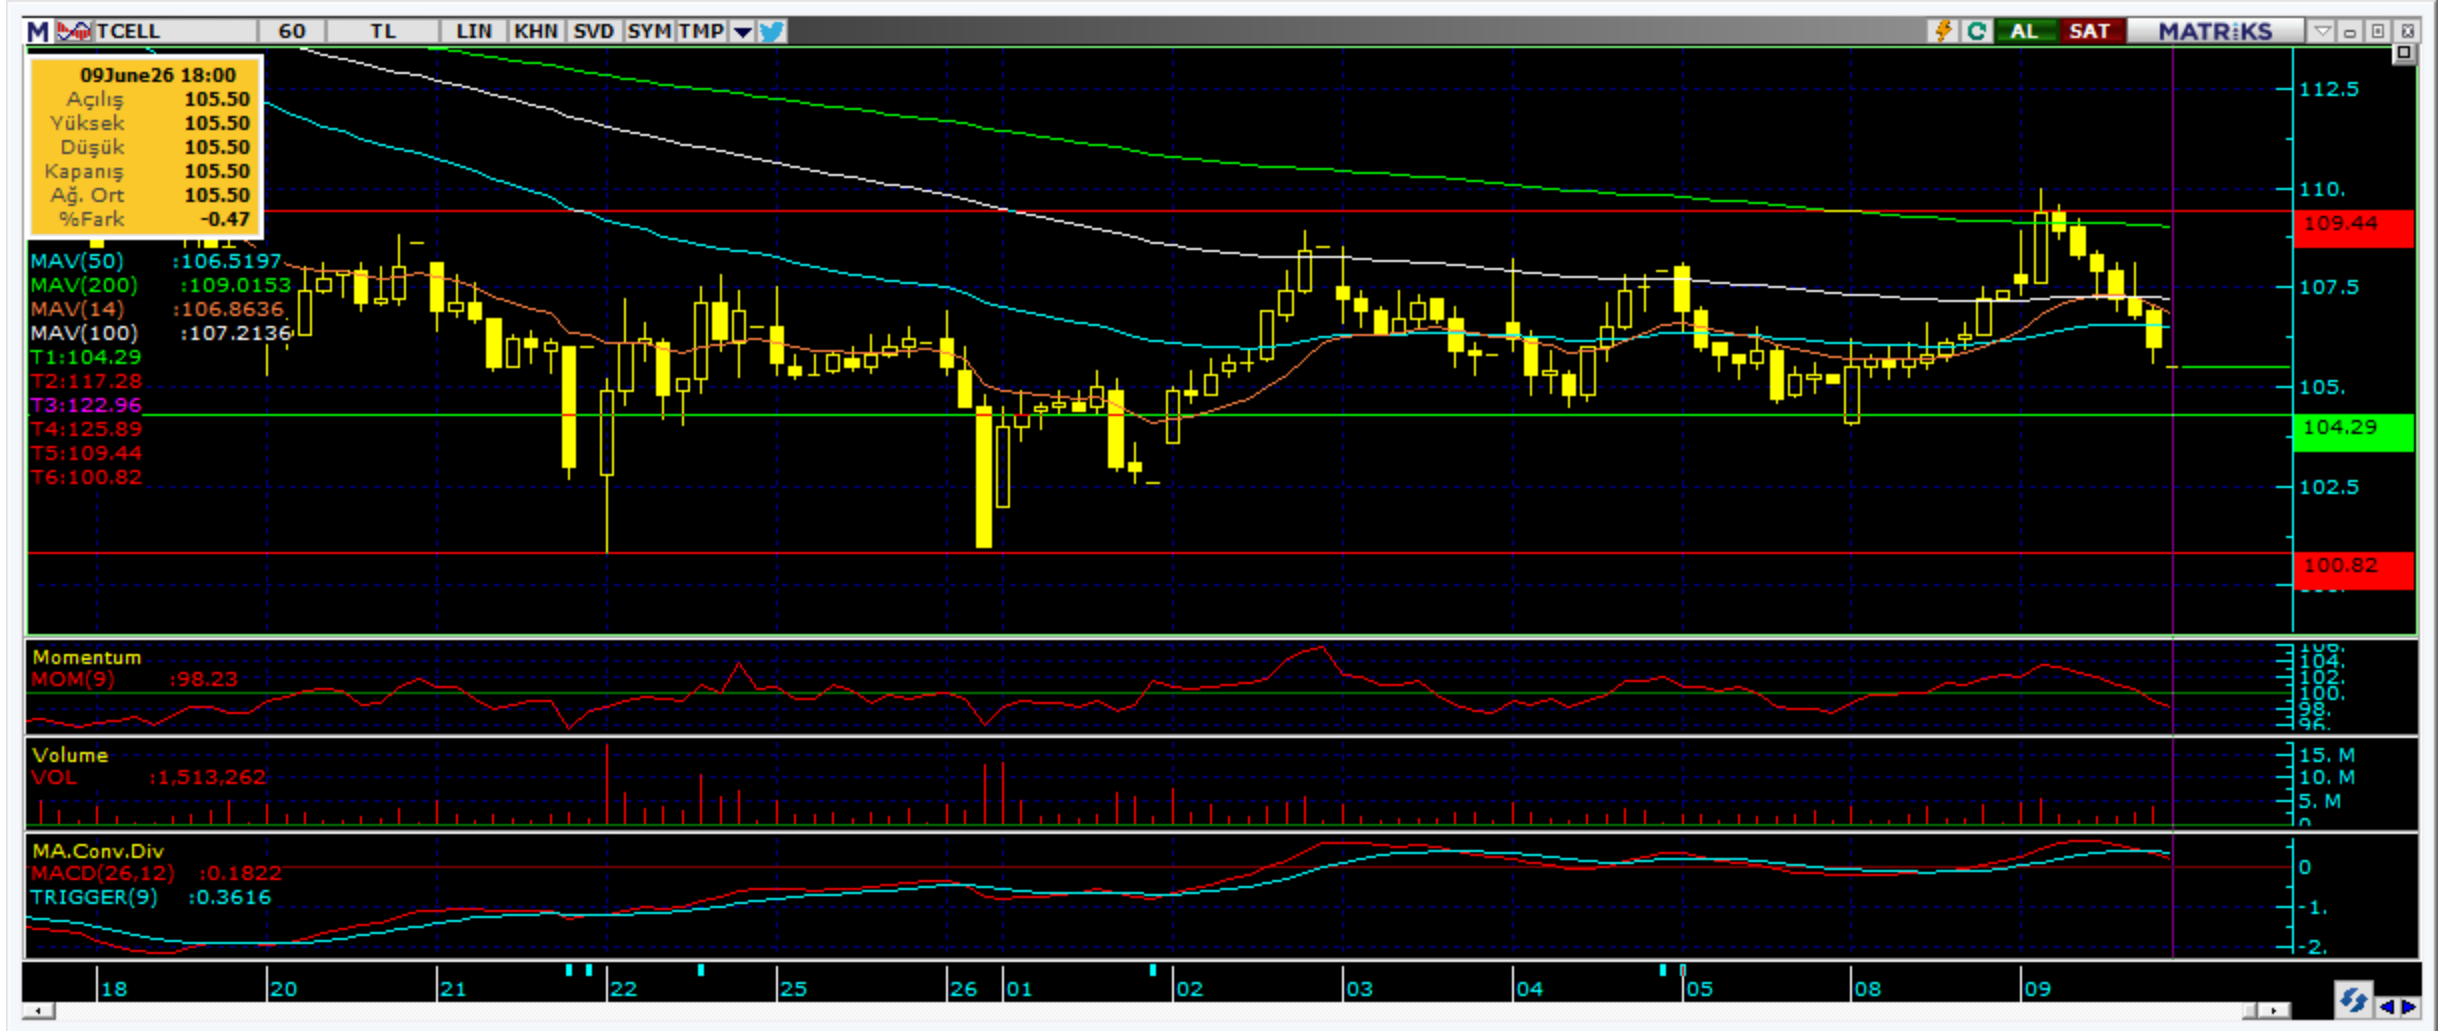 M TCELL 60 TL LIN KHN SVD SYM TMP AL SAT MATRİKS
09June26 18:00
Açılış 105.50
Yüksek 105.50
Düşük 105.50
Kapanış 105.50
Ağ. Ort 105.50
%Fark -0.47
MAV(50) :106.5197
MAV(200) :109.0153
MAV(14) :106.8636
MAV(100) :107.2136
T1:104.29
T2:117.28
T3:122.96
T4:125.89
T5:109.44
T6:100.82
112.5
110.
109.44
107.5
105.
104.29
102.5
100.82
Momentum
MOM(9) :98.23
106.
104.
102.
100.
98.
96.
Volume
VOL :1,513,262
15. M
10. M
5. M
0
MA.Conv.Div
MACD(26,12) :0.1822
TRIGGER(9) :0.3616
0
-1.
-2.
18 20 21 22 25 26 01 02 03 04 05 08 09